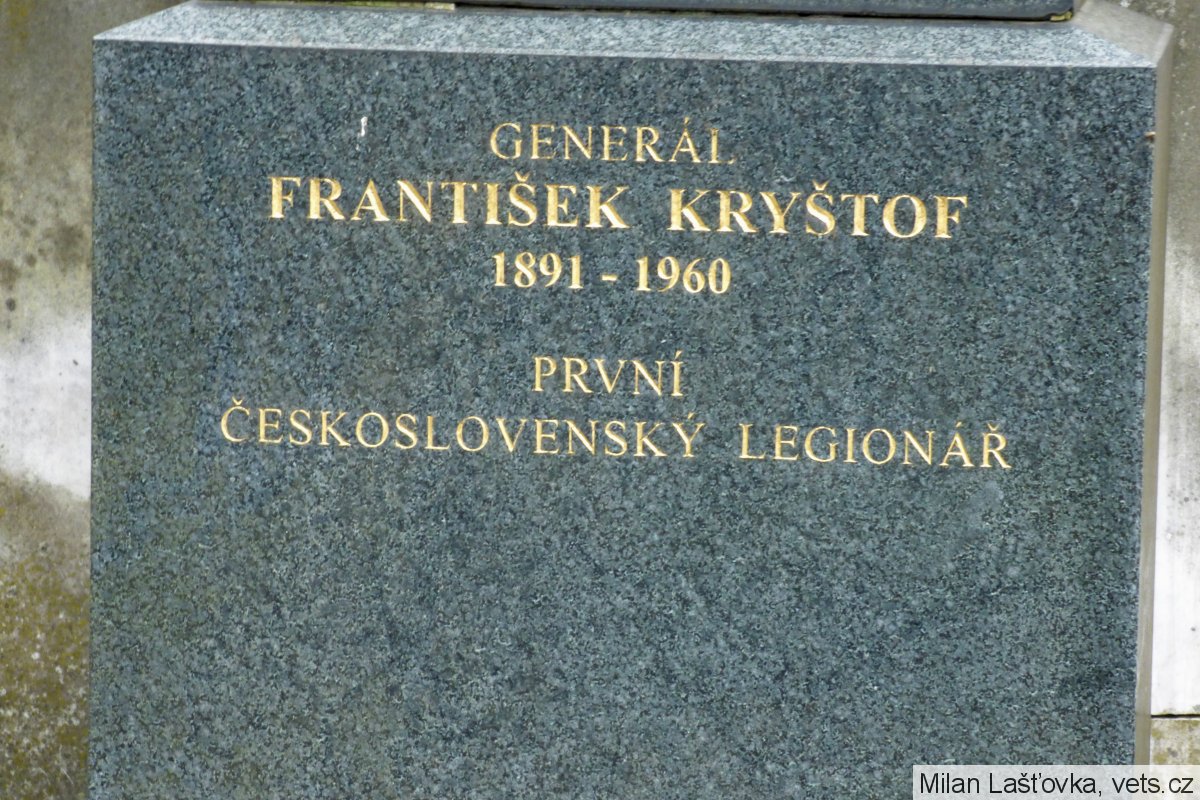 GENERÁL
FRANTIŠEK KRYŠTOF
1891 - 1960
PRVNÍ
ČESKOSLOVENSKÝ LEGIONÁŘ
Milan Lašťovka, vets.cz